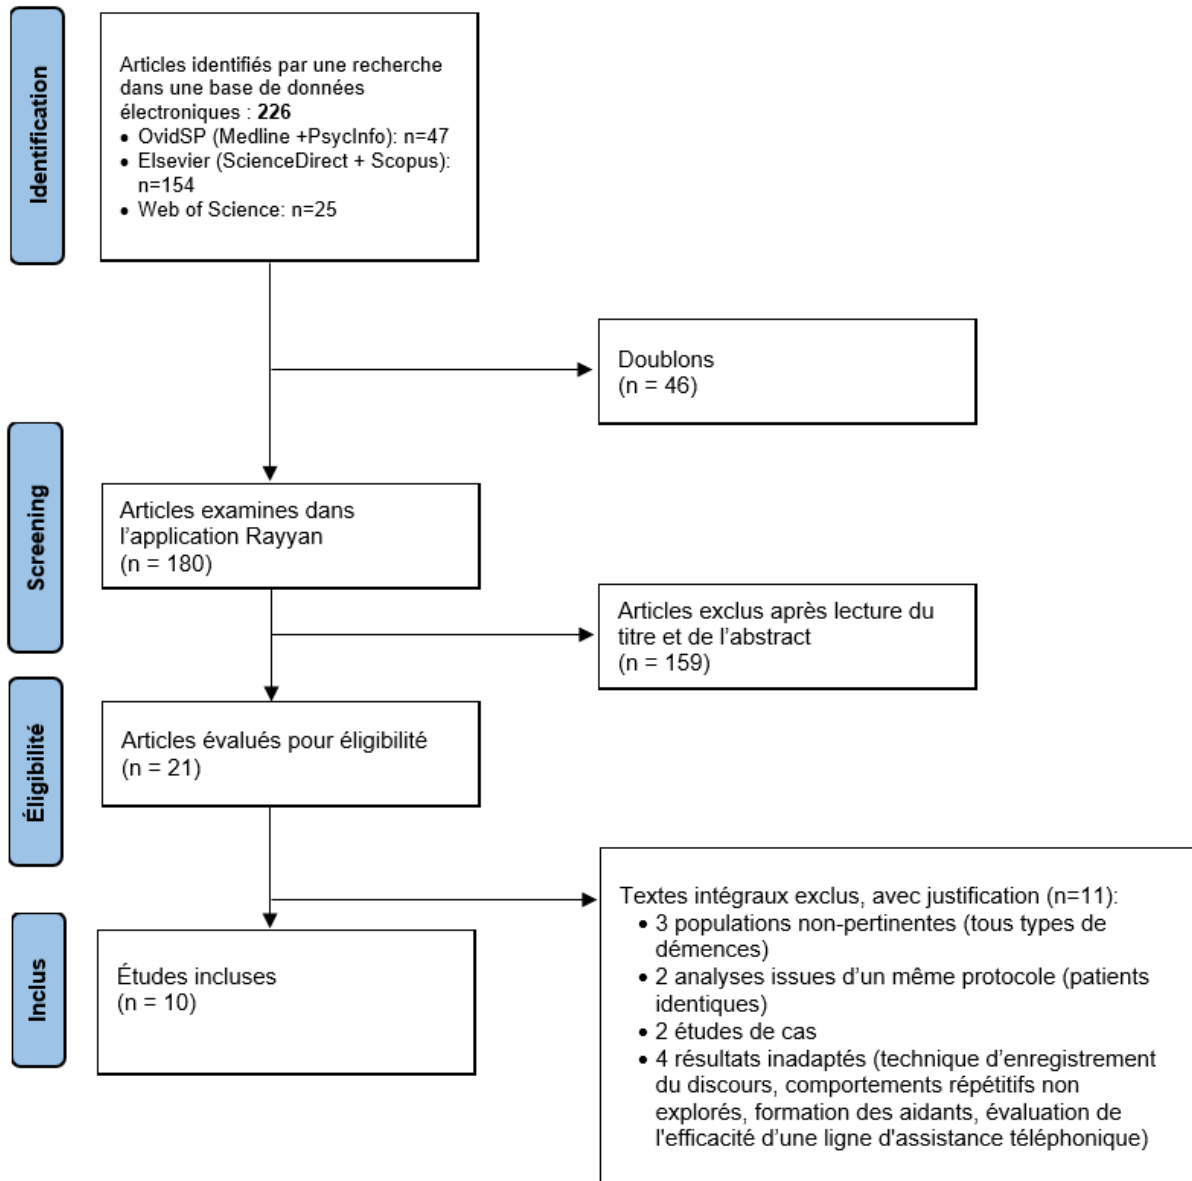 Identification
Articles identifiés par une recherche
dans une base de données
électroniques : 226
• OvidSP (Medline +PsycInfo): n=47
• Elsevier (ScienceDirect + Scopus):
n=154
• Web of Science: n=25
Doublons
(n = 46)
Screening
Articles examines dans
l’application Rayyan
(n = 180)
Articles exclus après lecture du
titre et de l’abstract
(n = 159)
Éligibilité
Articles évalués pour éligibilité
(n = 21)
Textes intégraux exclus, avec justification (n=11):
• 3 populations non-pertinentes (tous types de
démences)
• 2 analyses issues d’un même protocole (patients
identiques)
• 2 études de cas
• 4 résultats inadaptés (technique d’enregistrement
du discours, comportements répétitifs non
explorés, formation des aidants, évaluation de
l'efficacité d’une ligne d'assistance téléphonique)
Inclus
Études incluses
(n = 10)